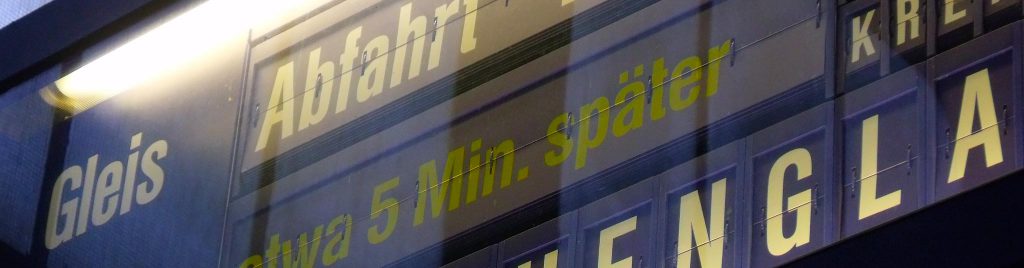 Gleis
Abfahrt
etwa 5 Min. später
KRE
ENGLA